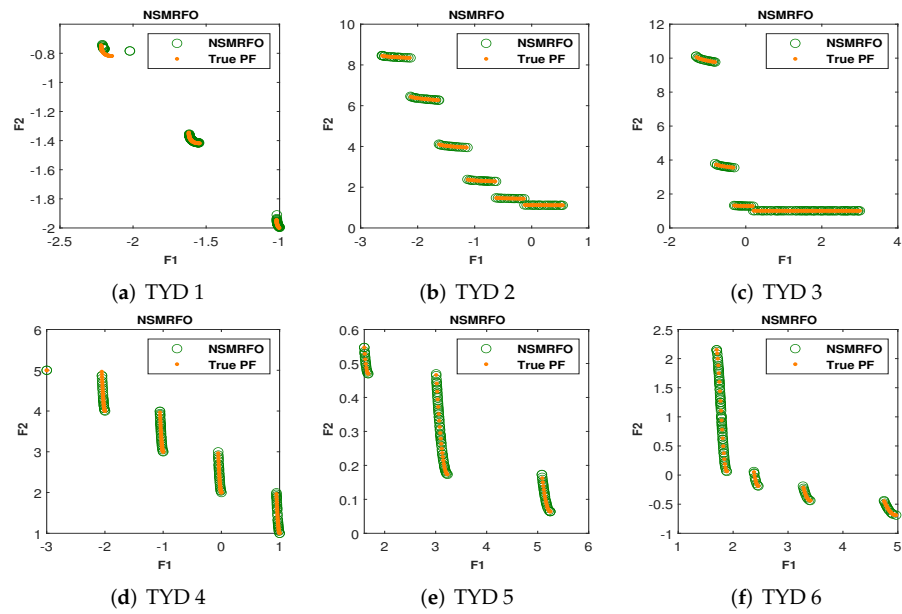 NSMRFO
NSMRFO
True PF
F2
-0.8
-1
-1.2
-1.4
-1.6
-1.8
-2
-2.5
-2
-1.5
-1
F1
(a) TYD 1
NSMRFO
NSMRFO
True PF
F2
10
8
6
4
2
0
-3
-2
-1
0
1
F1
(b) TYD 2
NSMRFO
NSMRFO
True PF
F2
12
10
8
6
4
2
0
-2
0
2
4
F1
(c) TYD 3
NSMRFO
NSMRFO
True PF
F2
6
5
4
3
2
1
-3
-2
-1
0
1
F1
(d) TYD 4
NSMRFO
NSMRFO
True PF
F2
0.6
0.5
0.4
0.3
0.2
0.1
0
2
3
4
5
6
F1
(e) TYD 5
NSMRFO
NSMRFO
True PF
F2
2.5
2
1.5
1
0.5
0
-0.5
-1
1
2
3
4
5
F1
(f) TYD 6